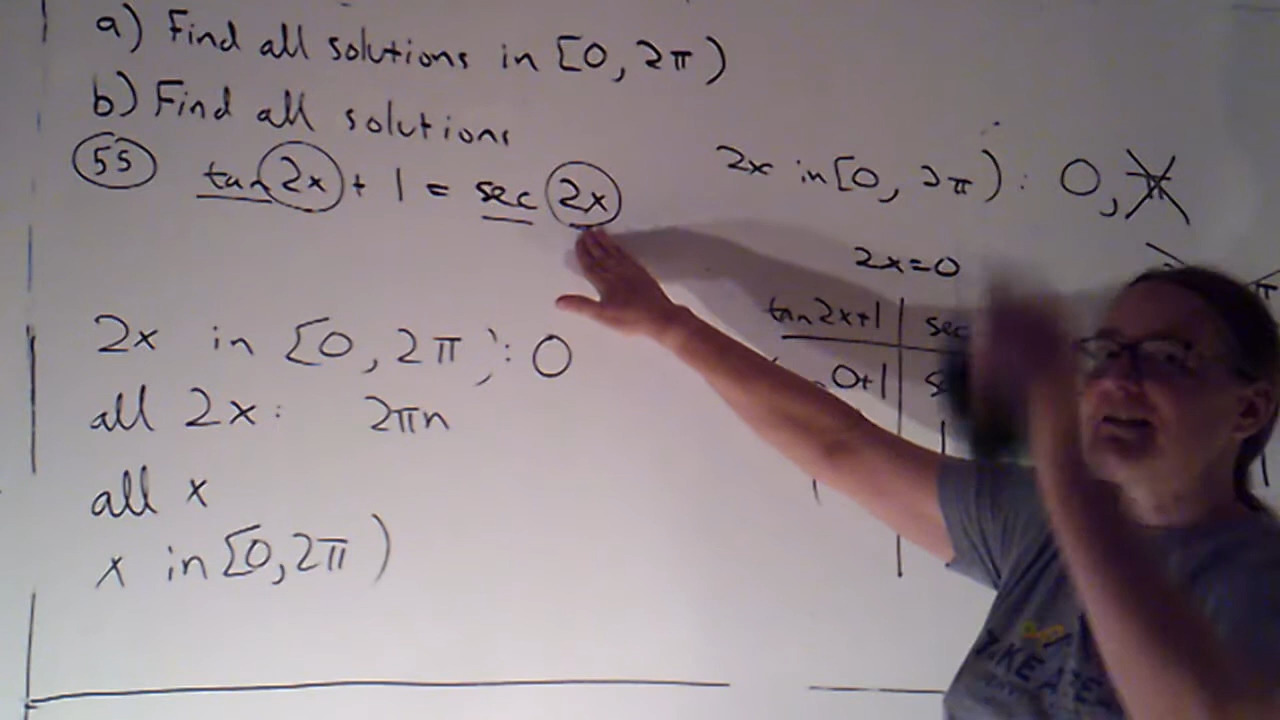 a) Find all solutions in [0, 2π)
b) Find all solutions
55 tan 2x + 1 = sec 2x
2x in [0, 2π): 0
all 2x: 2πn
all x
x in [0, 2π)
2x in [0, 2π): 0,
2x=0
tan 2x+1 sec
0+1